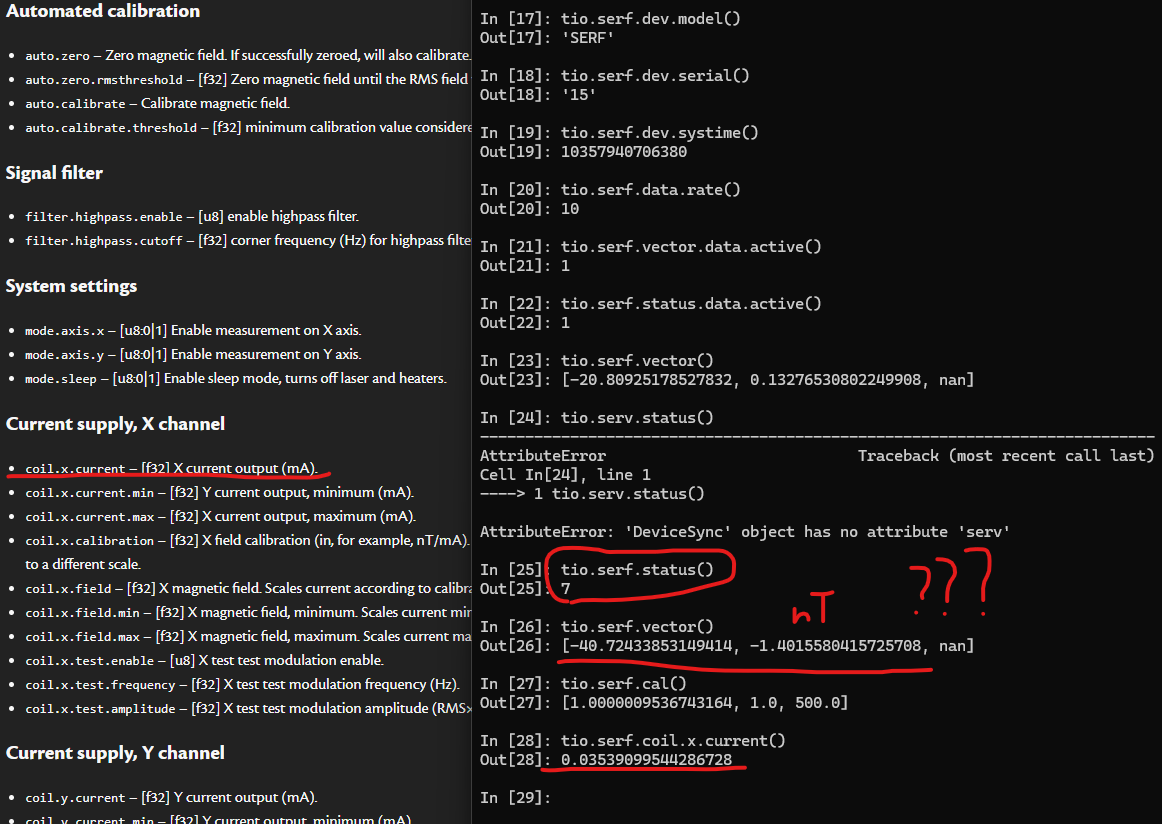 Automated calibration
auto.zero – Zero magnetic field. If successfully zeroed, will also calibrate.
auto.zero.rmsthreshold – [f32] Zero magnetic field until the RMS field
auto.calibrate – Calibrate magnetic field.
auto.calibrate.threshold – [f32] minimum calibration value considere
Signal filter
filter.highpass.enable – [u8] enable highpass filter.
filter.highpass.cutoff – [f32] corner frequency (Hz) for highpass filte
System settings
mode.axis.x – [u8:0|1] Enable measurement on X axis.
mode.axis.y – [u8:0|1] Enable measurement on Y axis.
mode.sleep – [u8:0|1] Enable sleep mode, turns off laser and heaters.
Current supply, X channel
coil.x.current – [f32] X current output (mA).
coil.x.current.min – [f32] Y current output, minimum (mA).
coil.x.current.max – [f32] X current output, maximum (mA).
coil.x.calibration – [f32] X field calibration (in, for example, nT/mA).
to a different scale.
coil.x.field – [f32] X magnetic field. Scales current according to calibra
coil.x.field.min – [f32] X magnetic field, minimum. Scales current min
coil.x.field.max – [f32] X magnetic field, maximum. Scales current ma
coil.x.test.enable – [u8] X test test modulation enable.
coil.x.test.frequency – [f32] X test test modulation frequency (Hz).
coil.x.test.amplitude – [f32] X test test modulation amplitude (RMS
Current supply, Y channel
coil.y.current – [f32] Y current output (mA).
coil.y.current.min – [f32] Y current output, minimum (mA).
In [17]: tio.serf.dev.model()
Out[17]: 'SERF'
In [18]: tio.serf.dev.serial()
Out[18]: '15'
In [19]: tio.serf.dev.systime()
Out[19]: 10357940706380
In [20]: tio.serf.data.rate()
Out[20]: 10
In [21]: tio.serf.vector.data.active()
Out[21]: 1
In [22]: tio.serf.status.data.active()
Out[22]: 1
In [23]: tio.serf.vector()
Out[23]: [-20.80925178527832, 0.13276530802249908, nan]
In [24]: tio.serv.status()
---------------------------------------------------------------------------
AttributeError Traceback (most recent call last)
Cell In[24], line 1
----> 1 tio.serv.status()
AttributeError: 'DeviceSync' object has no attribute 'serv'
In [25]: tio.serf.status()
Out[25]: 7
???
nT
In [26]: tio.serf.vector()
Out[26]: [-40.72433853149414, -1.4015580415725708, nan]
In [27]: tio.serf.cal()
Out[27]: [1.0000009536743164, 1.0, 500.0]
In [28]: tio.serf.coil.x.current()
Out[28]: 0.03539099544286728
In [29]: